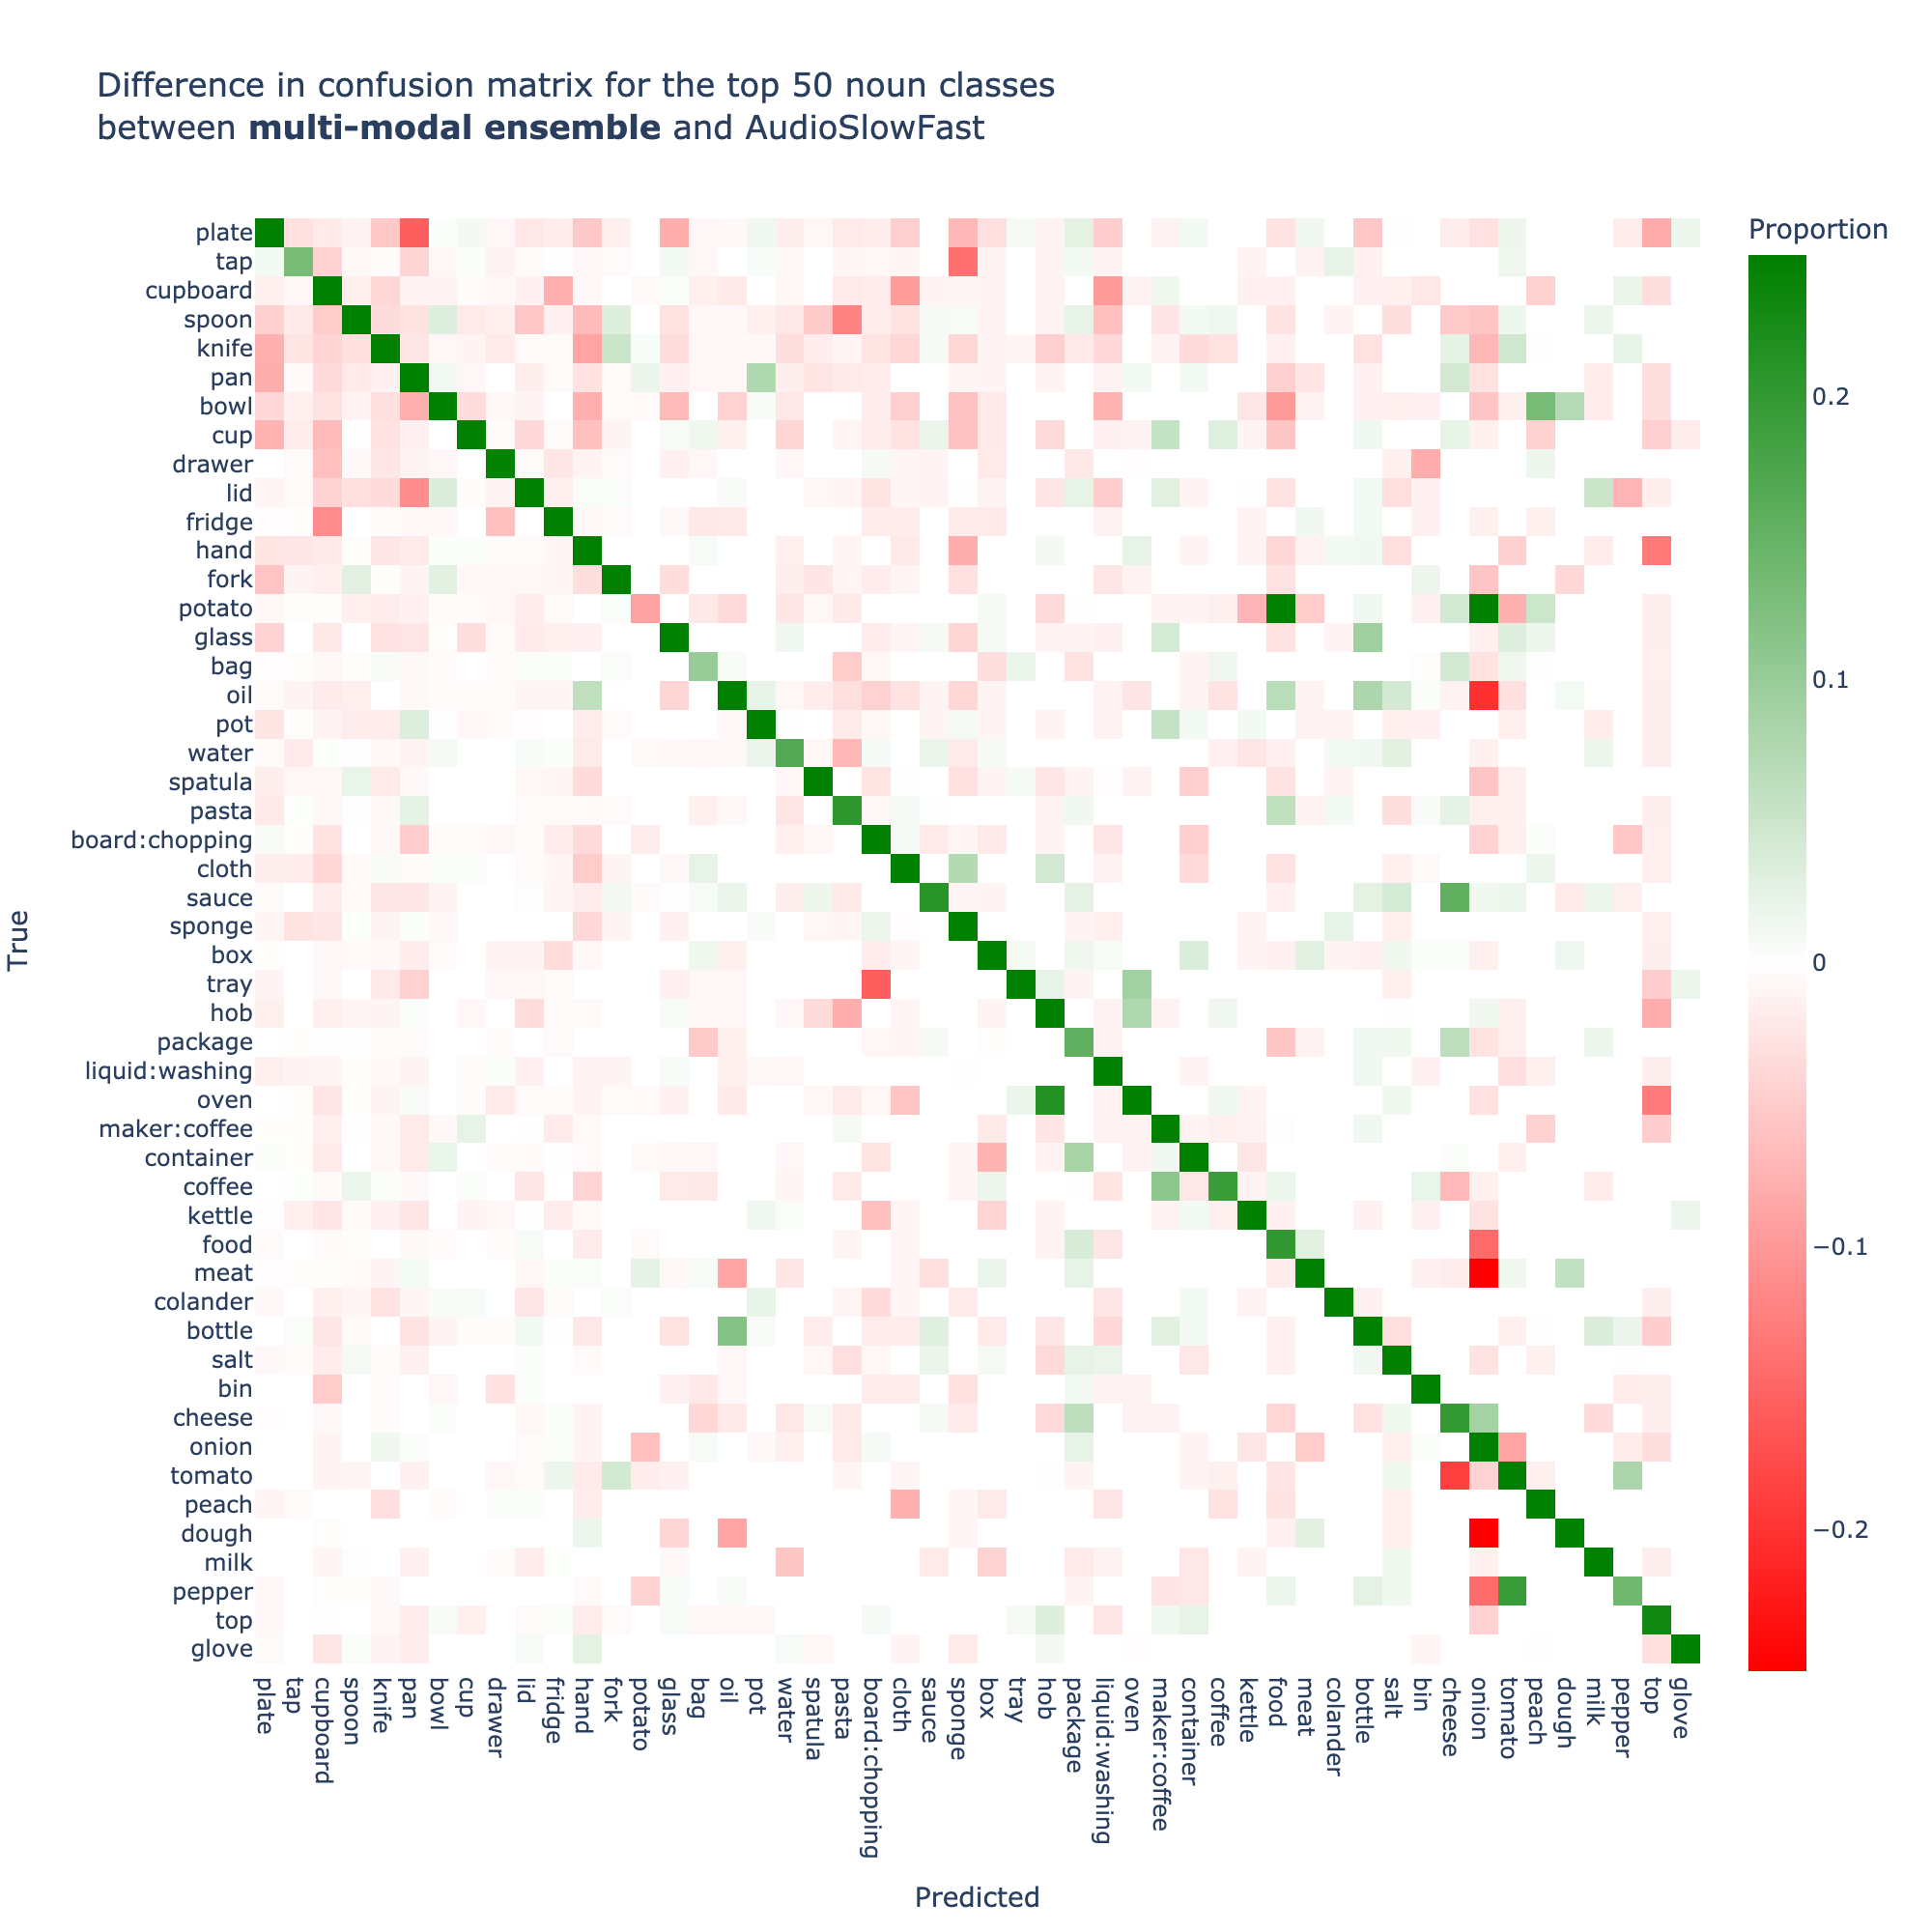 Difference in confusion matrix for the top 50 noun classes
between multi-modal ensemble and AudioSlowFast
Proportion
0.2
0.1
0
−0.1
−0.2
True
plate
tap
cupboard
spoon
knife
pan
bowl
cup
drawer
lid
fridge
hand
fork
potato
glass
bag
oil
pot
water
spatula
pasta
board:chopping
cloth
sauce
sponge
box
tray
hob
package
liquid:washing
oven
maker:coffee
container
coffee
kettle
food
meat
colander
bottle
salt
bin
cheese
onion
tomato
peach
dough
milk
pepper
top
glove
plate
tap
cupboard
spoon
knife
pan
bowl
cup
drawer
lid
fridge
hand
fork
potato
glass
bag
oil
pot
water
spatula
pasta
board:chopping
cloth
sauce
sponge
box
tray
hob
package
liquid:washing
oven
maker:coffee
container
coffee
kettle
food
meat
colander
bottle
salt
bin
cheese
onion
tomato
peach
dough
milk
pepper
top
glove
Predicted